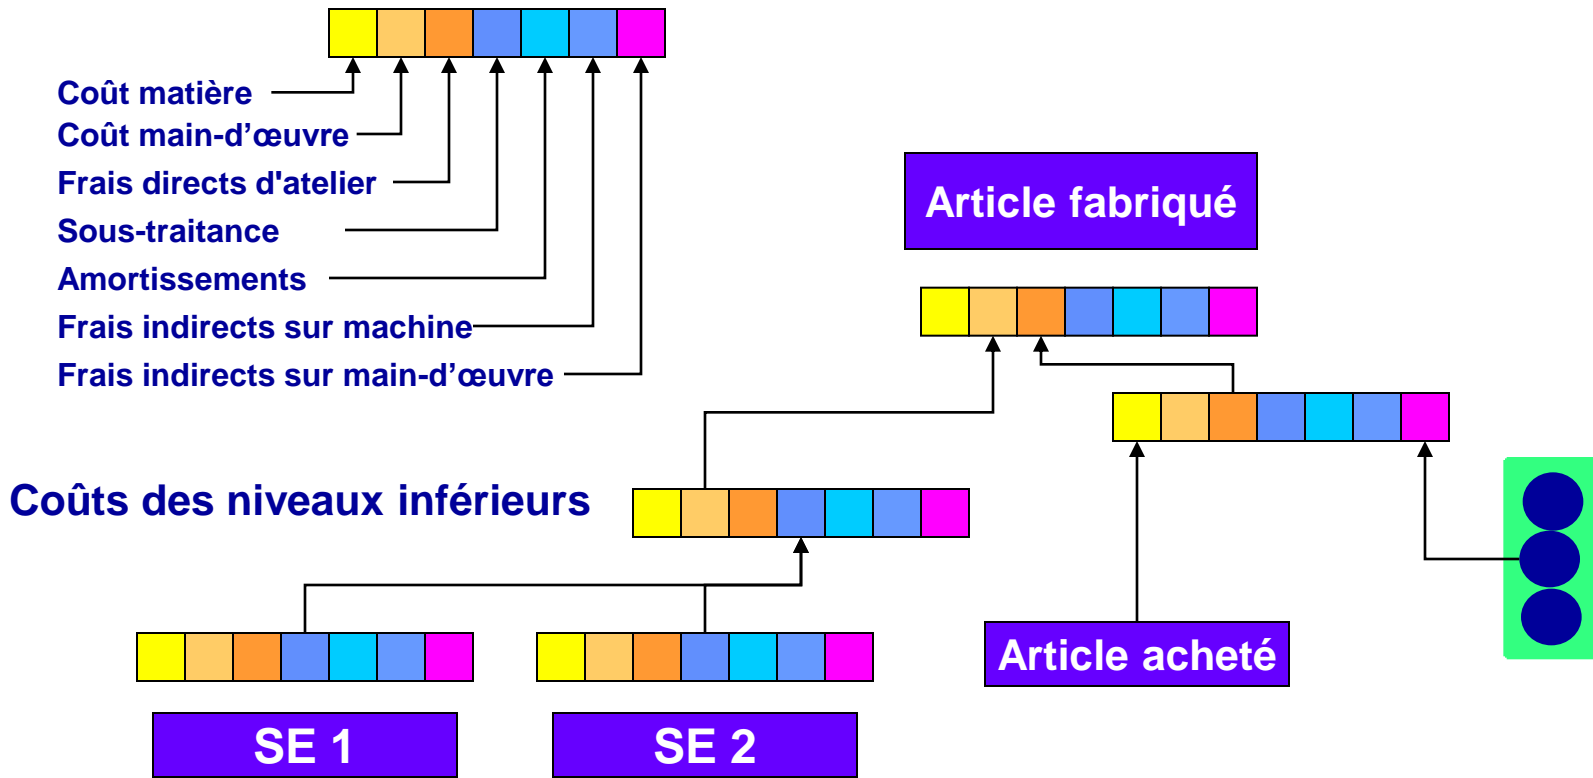 Coût matière
Coût main-d’œuvre
Frais directs d'atelier
Sous-traitance
Amortissements
Frais indirects sur machine
Frais indirects sur main-d’œuvre
Article fabriqué
Coûts des niveaux inférieurs
Article acheté
SE 1
SE 2